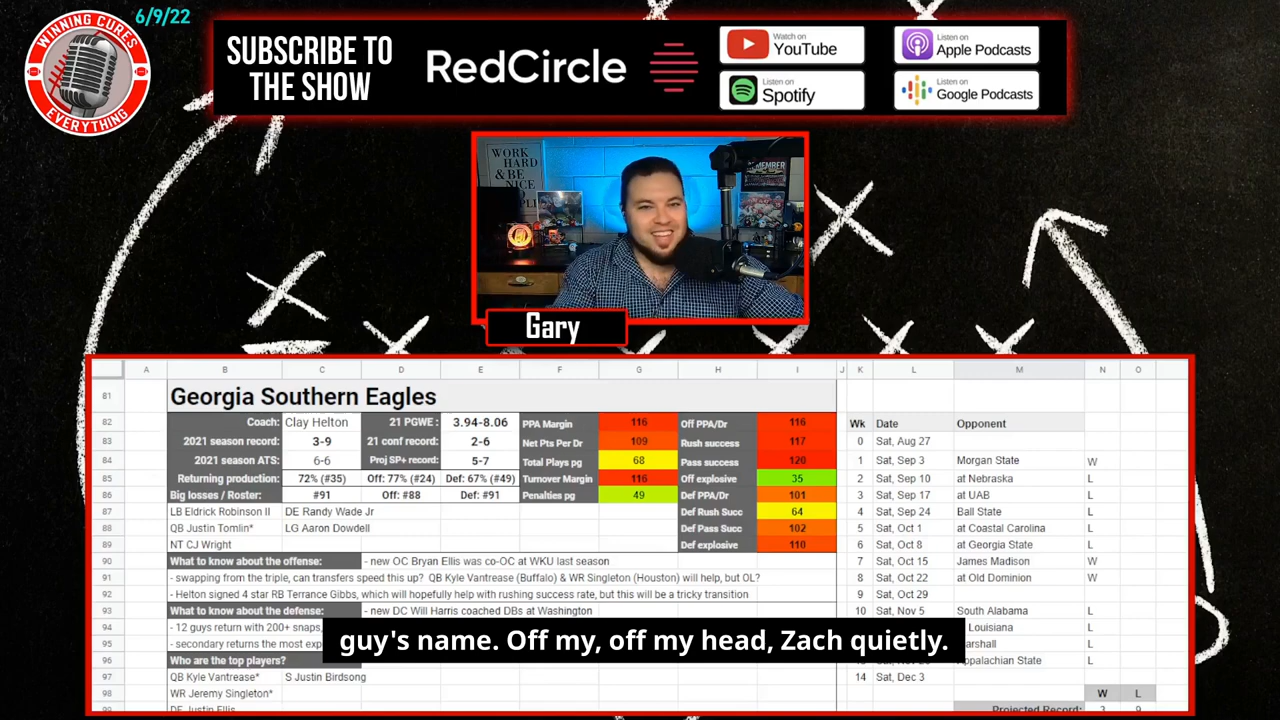 6/9/22
WINNING CURES
EVERYTHING
SUBSCRIBE TO
THE SHOW
RedCircle
Watch on
YouTube
Listen on
Spotify
Listen on
Apple Podcasts
Listen on
Google Podcasts
WORK
HARD
& BE
NICE
Gary
A B C D E F G H I J K L M N O
81 Georgia Southern Eagles
82 Coach: Clay Helton 21 PGWE : 3.94-8.06 PPA Margin 116 Off PPA/Dr 116 Wk Date Opponent
83 2021 season record: 3-9 21 conf record: 2-6 Net Pts Per Dr 109 Rush success 117 0 Sat, Aug 27
84 2021 season ATS: 6-6 Proj SP+ record: 5-7 Total Plays pg 68 Pass success 120 1 Sat, Sep 3 Morgan State W
85 Returning production: 72% (#35) Off: 77% (#24) Def: 67% (#49) Turnover Margin 116 Off explosive 35 2 Sat, Sep 10 at Nebraska L
86 Big losses / Roster: #91 Off: #88 Def: #91 Penalties pg 49 Def PPA/Dr 101 3 Sat, Sep 17 at UAB L
87 LB Eldrick Robinson II DE Randy Wade Jr Def Rush Succ 64 4 Sat, Sep 24 Ball State L
88 QB Justin Tomlin* LG Aaron Dowdell Def Pass Succ 102 5 Sat, Oct 1 at Coastal Carolina L
89 NT CJ Wright Def explosive 110 6 Sat, Oct 8 at Georgia State L
90 What to know about the offense: - new OC Bryan Ellis was co-OC at WKU last season 7 Sat, Oct 15 James Madison W
91 - swapping from the triple, can transfers speed this up? QB Kyle Vantrease (Buffalo) & WR Singleton (Houston) will help, but OL? 8 Sat, Oct 22 at Old Dominion W
92 - Helton signed 4 star RB Terrance Gibbs, which will hopefully help with rushing success rate, but this will be a tricky transition 9 Sat, Oct 29
93 What to know about the defense: - new DC Will Harris coached DBs at Washington 10 Sat, Nov 5 South Alabama L
94 - 12 guys return with 200+ snaps, Louisiana L
95 - secondary returns the most exp arshall L
guy's name. Off my, off my head, Zach quietly.
96 Who are the top players? ppalachian State L
97 QB Kyle Vantrease* S Justin Birdsong 14 Sat, Dec 3
98 WR Jeremy Singleton* W L
99 DE Justin Ellis Projected Record: 3 9